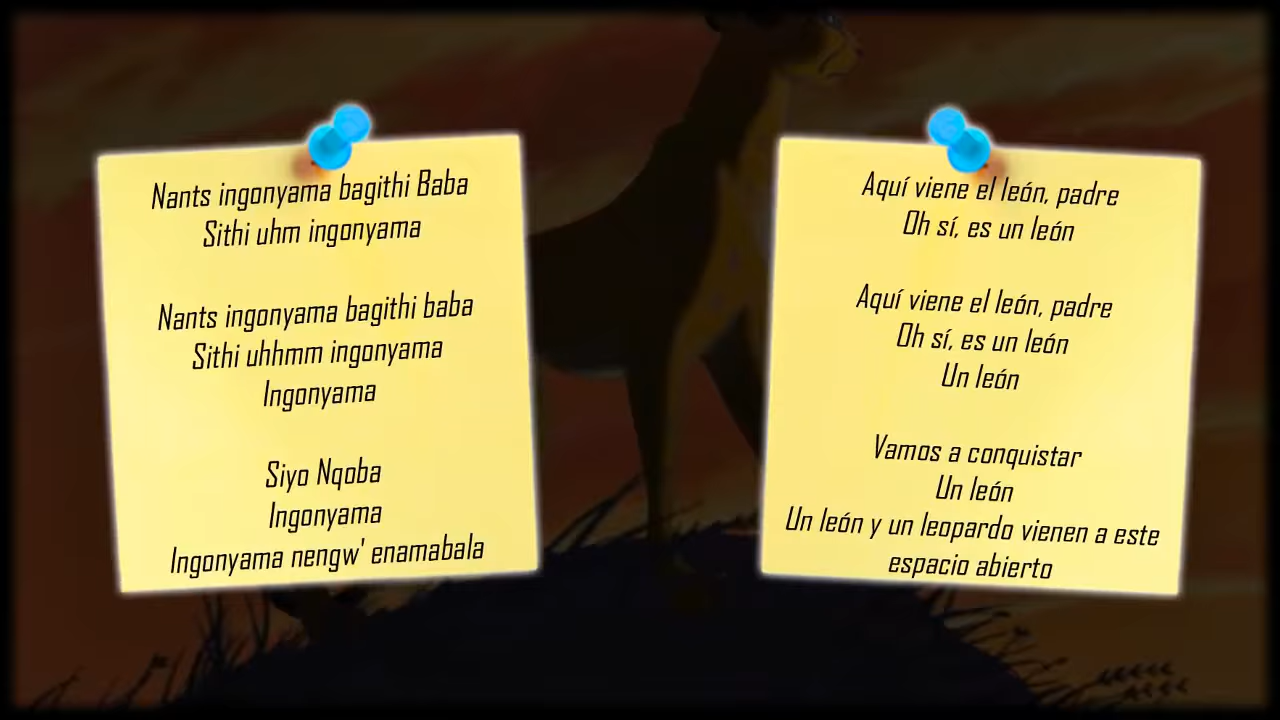 Nants ingonyama bagithi Baba
Sithi uhm ingonyama
Nants ingonyama bagithi baba
Sithi uhhmm ingonyama
Ingonyama
Siyo Nqoba
Ingonyama
Ingonyama nengw' enamabala
Aquí viene el león, padre
Oh sí, es un león
Aquí viene el león, padre
Oh sí, es un león
Un león
Vamos a conquistar
Un león
Un león y un leopardo vienen a este
espacio abierto